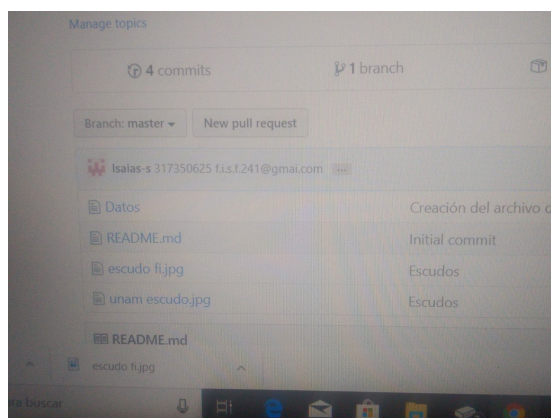 Manage topics
4 commits
1 branch
Branch: master
New pull request
Isaias-s 317350625 f.i.s.f.241@gmai.com
Datos
Creación del archivo
README.md
Initial commit
escudo fi.jpg
Escudos
unam escudo.jpg
Escudos
README.md
escudo fi.jpg
buscar